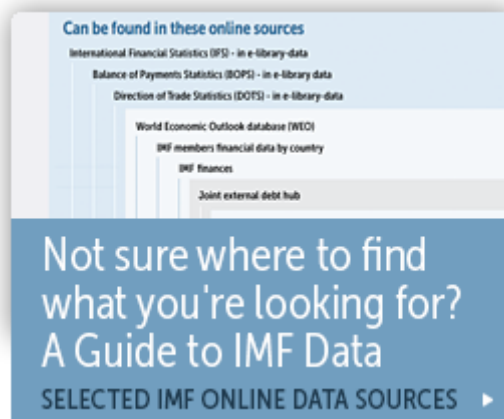 Can be found in these online sources
International Financial Statistics (IFS) - in e-library-data
Balance of Payments Statistics (BOPS) - in e-library data
Direction of Trade Statistics (DOTS) - in e-library-data
World Economic Outlook database (WEO)
IMF members financial data by country
IMF finances
Joint external debt hub
Not sure where to find
what you're looking for?
A Guide to IMF Data
SELECTED IMF ONLINE DATA SOURCES